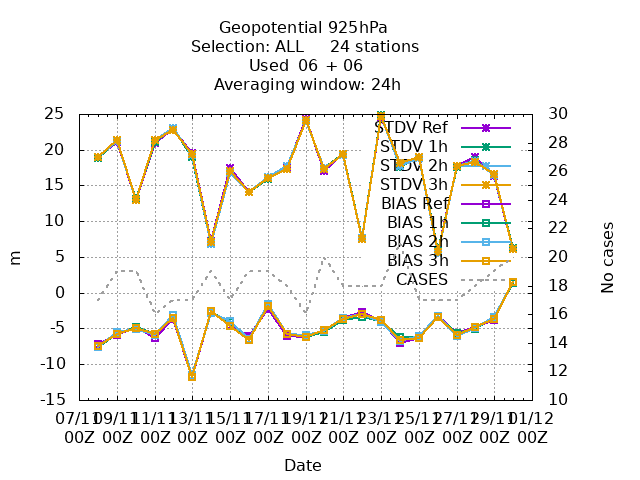 Geopotential 925hPa
Selection: ALL 24 stations
Used 06 + 06
Averaging window: 24h
25
20
15
10
5
0
-5
-10
-15
m
30
28
26
24
22
20
18
16
14
12
10
No cases
STDV Ref
STDV 1h
STDV 2h
STDV 3h
BIAS Ref
BIAS 1h
BIAS 2h
BIAS 3h
CASES
07/11 09/11 11/11 13/11 15/11 17/11 19/11 21/11 23/11 25/11 27/11 29/11 01/12
00Z 00Z 00Z 00Z 00Z 00Z 00Z 00Z 00Z 00Z 00Z 00Z 00Z
Date